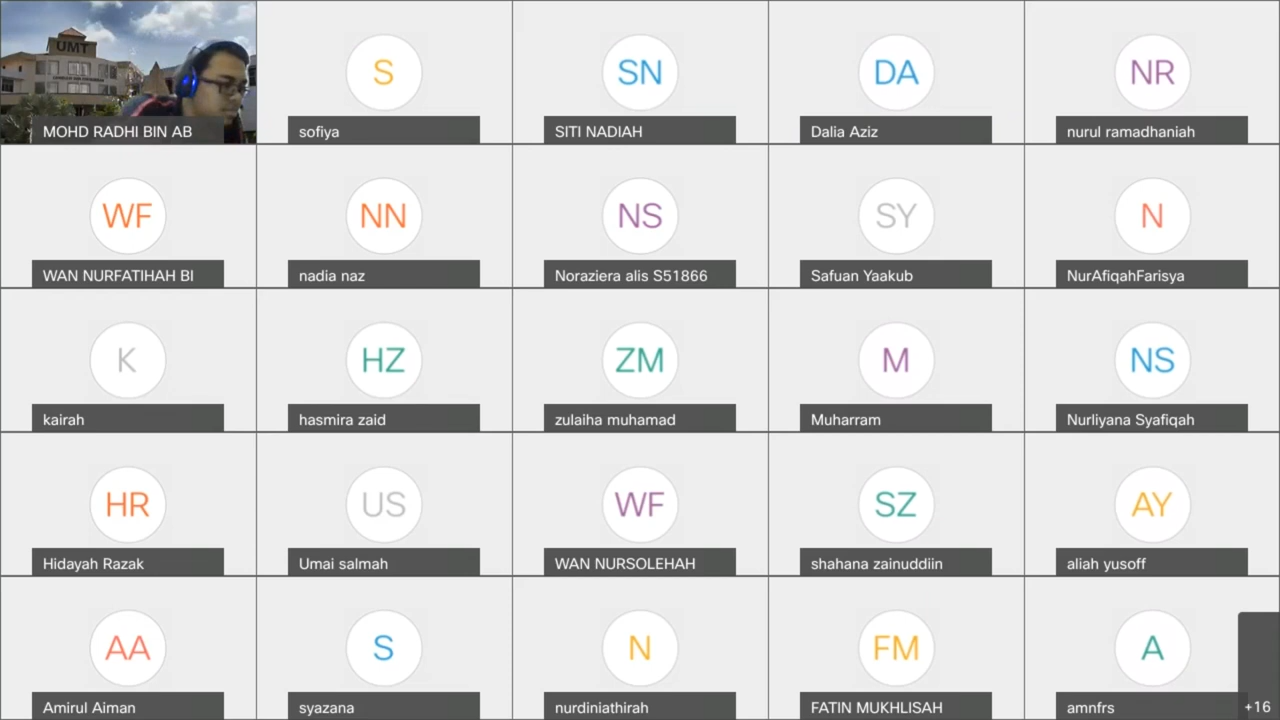 UMT
MOHD RADHI BIN AB
S
sofiya
SN
SITI NADIAH
DA
Dalia Aziz
NR
nurul ramadhaniah
WF
WAN NURFATIHAH BI
NN
nadia naz
NS
Noraziera alis S51866
SY
Safuan Yaakub
N
NurAfiqahFarisya
K
kairah
HZ
hasmira zaid
ZM
zulaiha muhamad
M
Muharram
NS
Nurliyana Syafiqah
HR
Hidayah Razak
US
Umai salmah
WF
WAN NURSOLEHAH
SZ
shahana zainuddiin
AY
aliah yusoff
AA
Amirul Aiman
S
syazana
N
nurdiniathirah
FM
FATIN MUKHLISAH
A
amnfrs
+16